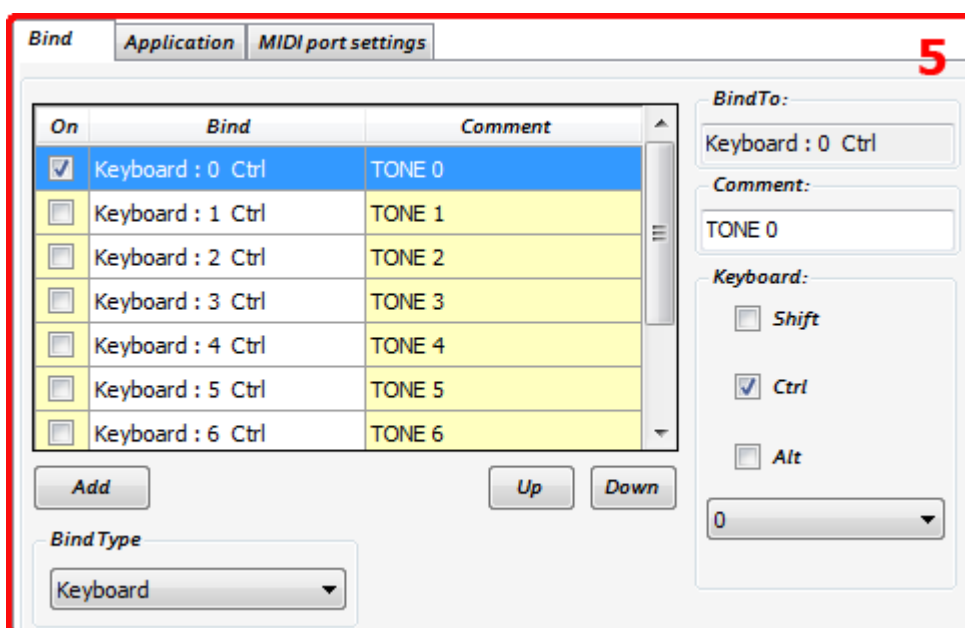 Bind Application MIDI port settings
5
On Bind Comment
Keyboard : 0 Ctrl TONE 0
Keyboard : 1 Ctrl TONE 1
Keyboard : 2 Ctrl TONE 2
Keyboard : 3 Ctrl TONE 3
Keyboard : 4 Ctrl TONE 4
Keyboard : 5 Ctrl TONE 5
Keyboard : 6 Ctrl TONE 6
Add Up Down
BindType
Keyboard
BindTo:
Keyboard : 0 Ctrl
Comment:
TONE 0
Keyboard:
Shift
Ctrl
Alt
0